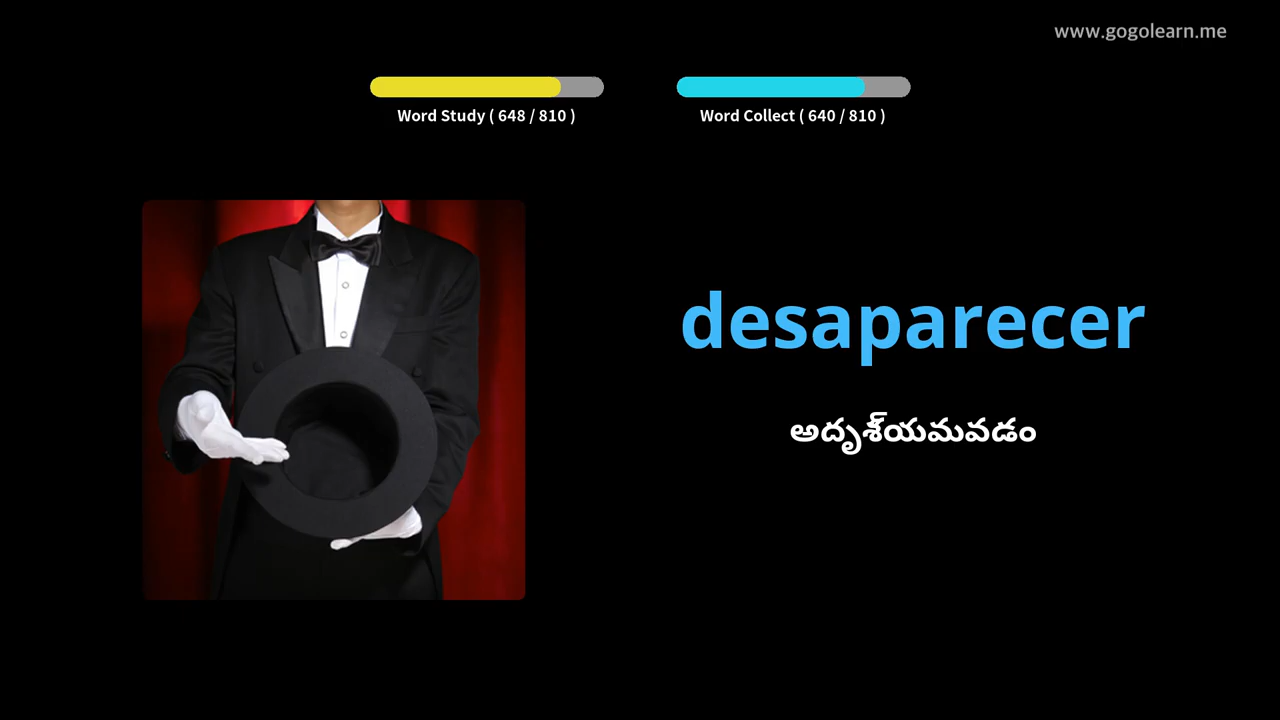 www.gogolearn.me
Word Study ( 648 / 810 )
Word Collect ( 640 / 810 )
desaparecer
అదృశ్యమవడం